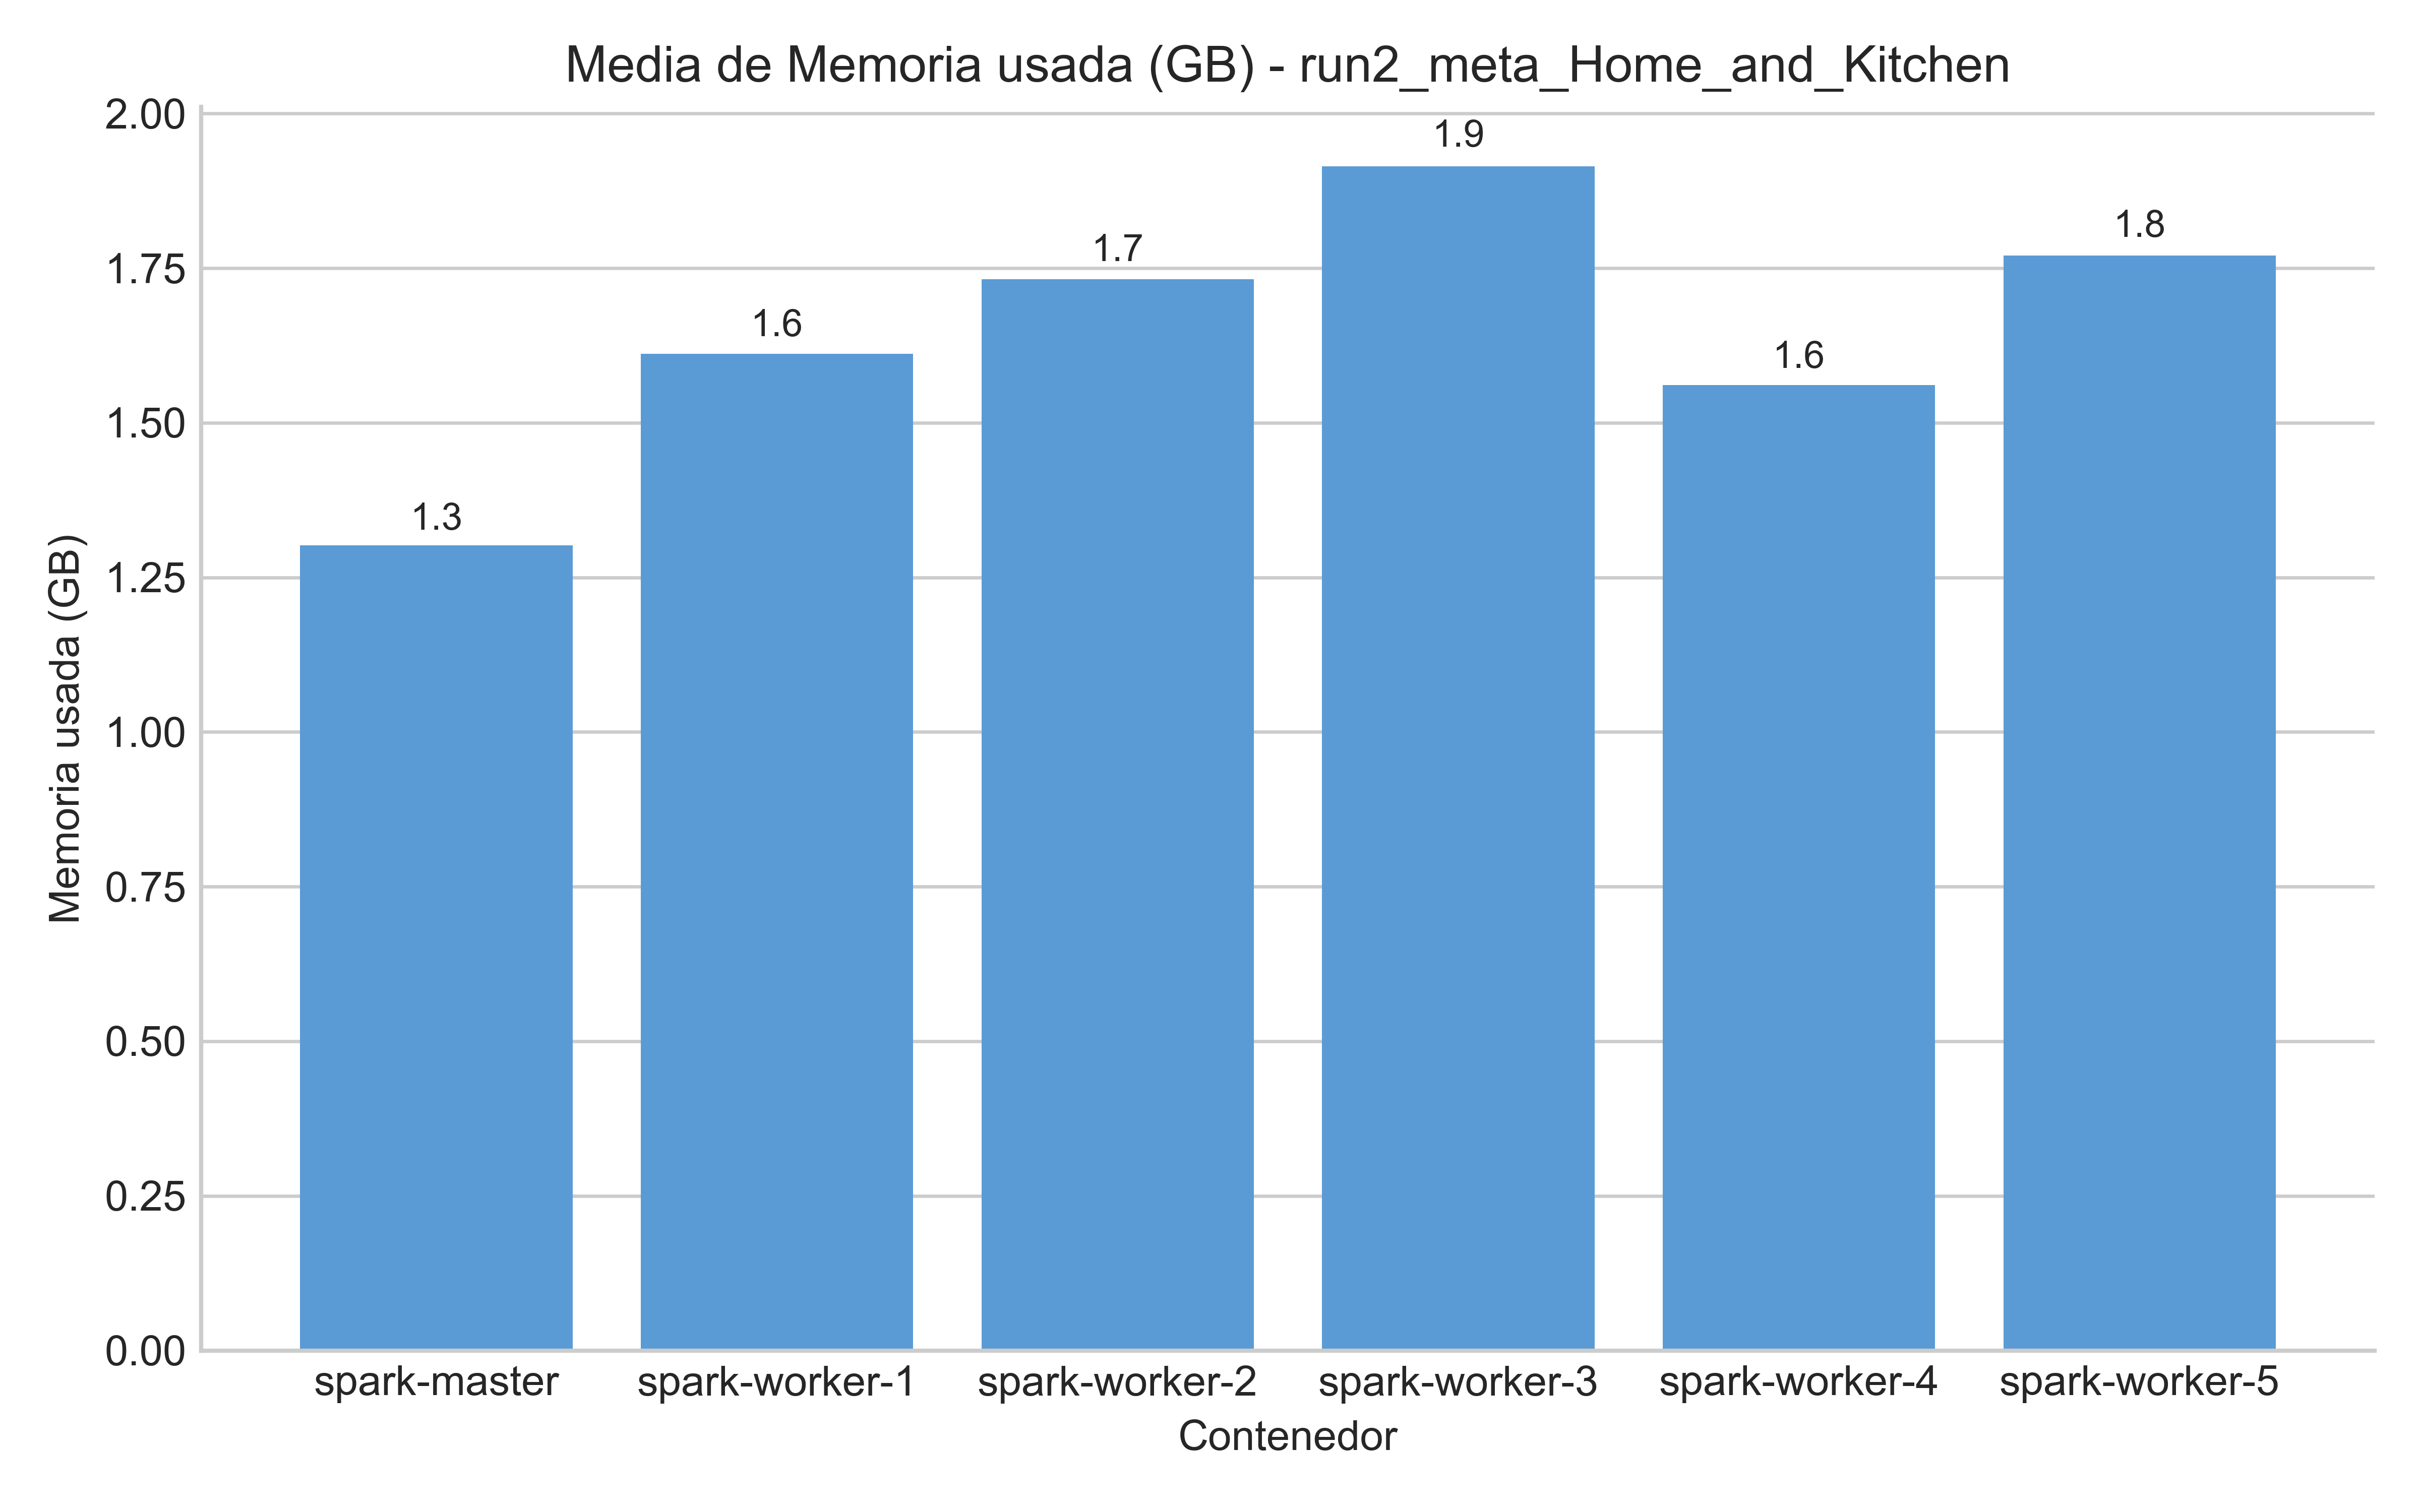 Media de Memoria usada (GB) - run2_meta_Home_and_Kitchen
Memoria usada (GB)
2.00
1.75
1.50
1.25
1.00
0.75
0.50
0.25
0.00
1.3
1.6
1.7
1.9
1.6
1.8
spark-master
spark-worker-1
spark-worker-2
spark-worker-3
spark-worker-4
spark-worker-5
Contenedor